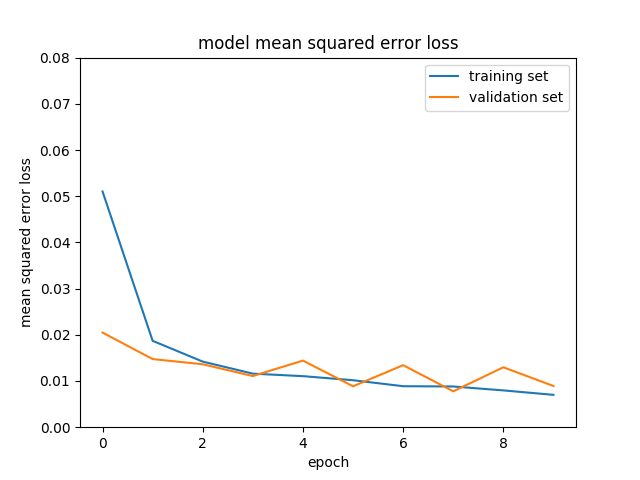 model mean squared error loss
training set
validation set
0.08
0.07
0.06
0.05
0.04
0.03
0.02
0.01
0.00
mean squared error loss
0 2 4 6 8
epoch